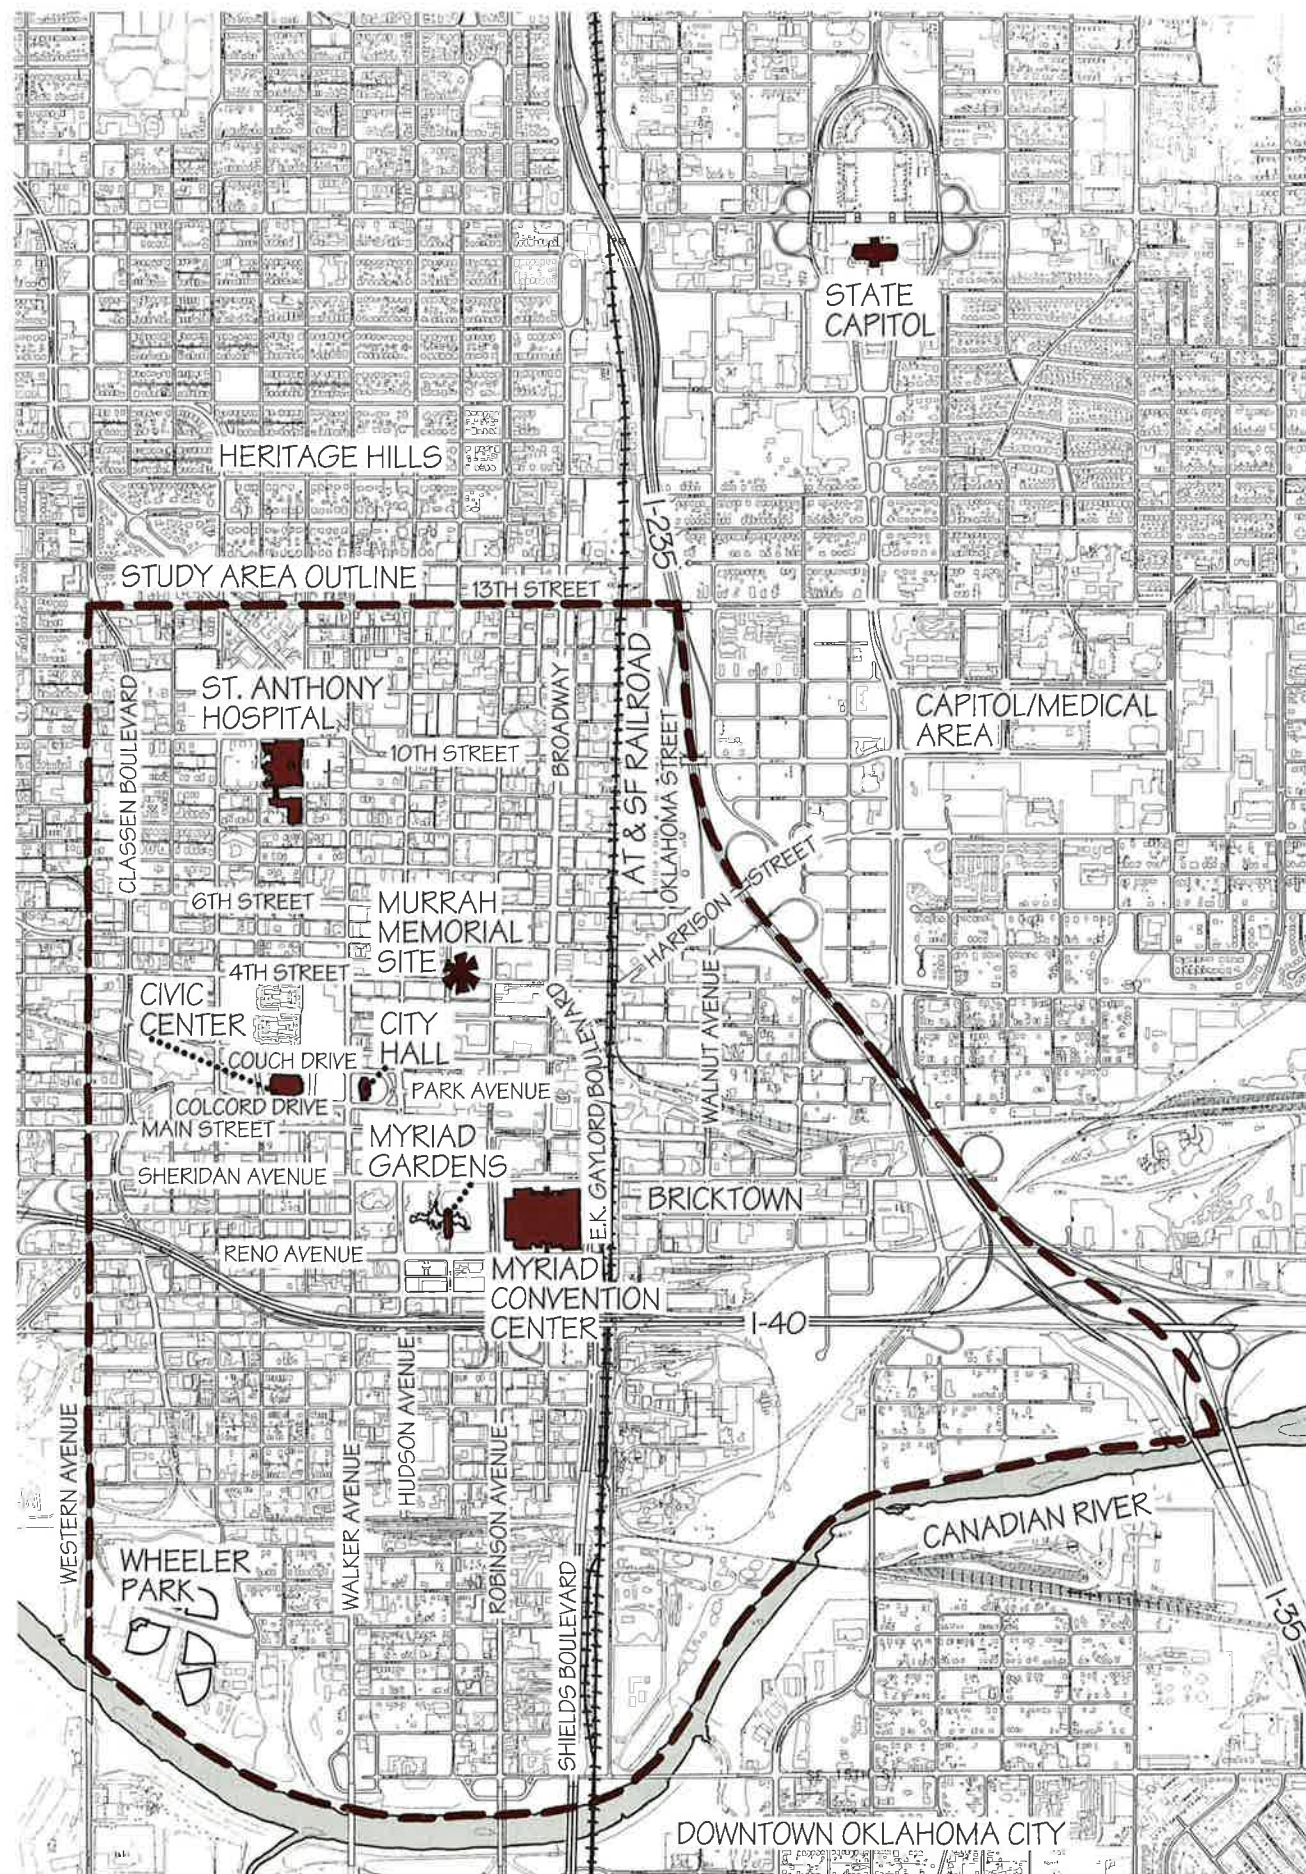 STATE
CAPITOL
HERITAGE HILLS
I-235
STUDY AREA OUTLINE
13TH STREET
CLASSEN BOULEVARD
ST. ANTHONY
HOSPITAL
BROADWAY
AT & SF RAILROAD
OKLAHOMA STREET
CAPITOL/MEDICAL
AREA
10TH STREET
HARRISON STREET
6TH STREET
MURRAH
MEMORIAL
SITE
4TH STREET
CIVIC
CENTER
CITY
HALL
WALNUT AVENUE
COUCH DRIVE
PARK AVENUE
COLCORD DRIVE
MAIN STREET
E.K. GAYLORD BOULEVARD
MYRIAD
GARDENS
SHERIDAN AVENUE
BRICKTOWN
RENO AVENUE
MYRIAD
CONVENTION
CENTER
I-40
WESTERN AVENUE
WALKER AVENUE
HUDSON AVENUE
ROBINSON AVENUE
SHIELDS BOULEVARD
CANADIAN RIVER
WHEELER
PARK
I-35
SE 15TH ST.
DOWNTOWN OKLAHOMA CITY